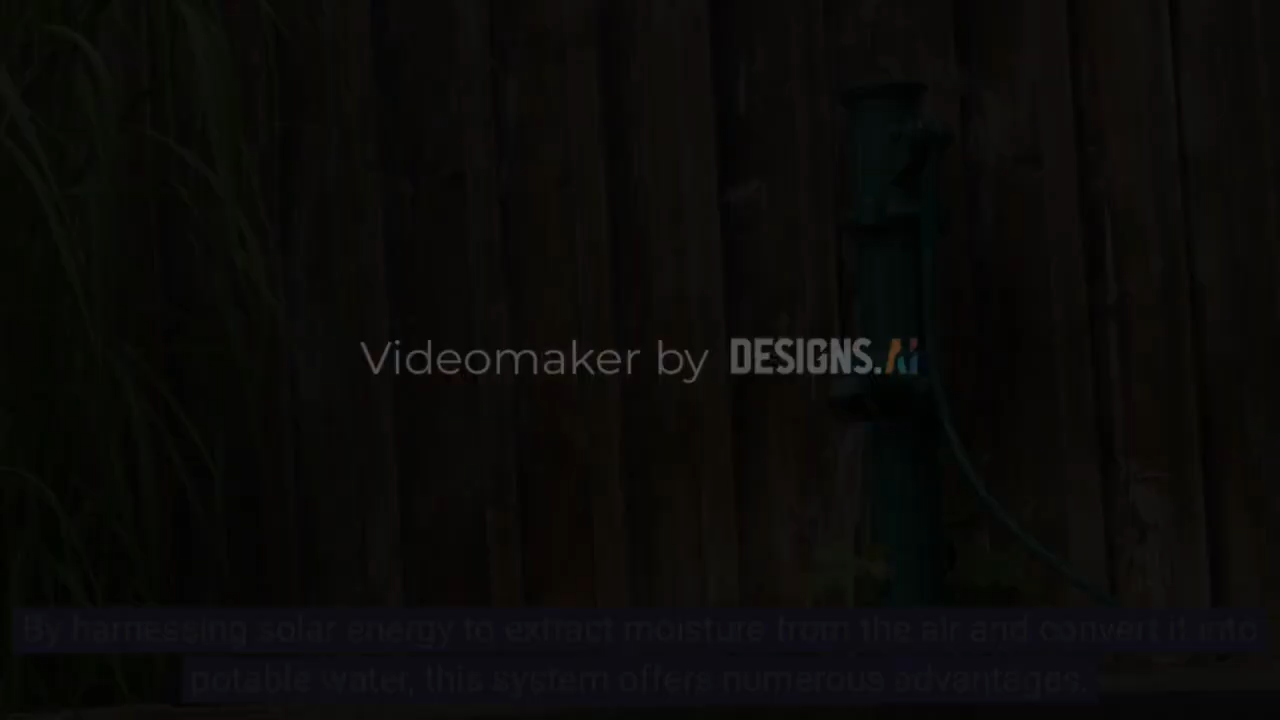 Videomaker by DESIGNS.AI
By harnessing solar energy to extract moisture from the air and convert it into
potable water, this system offers numerous advantages.